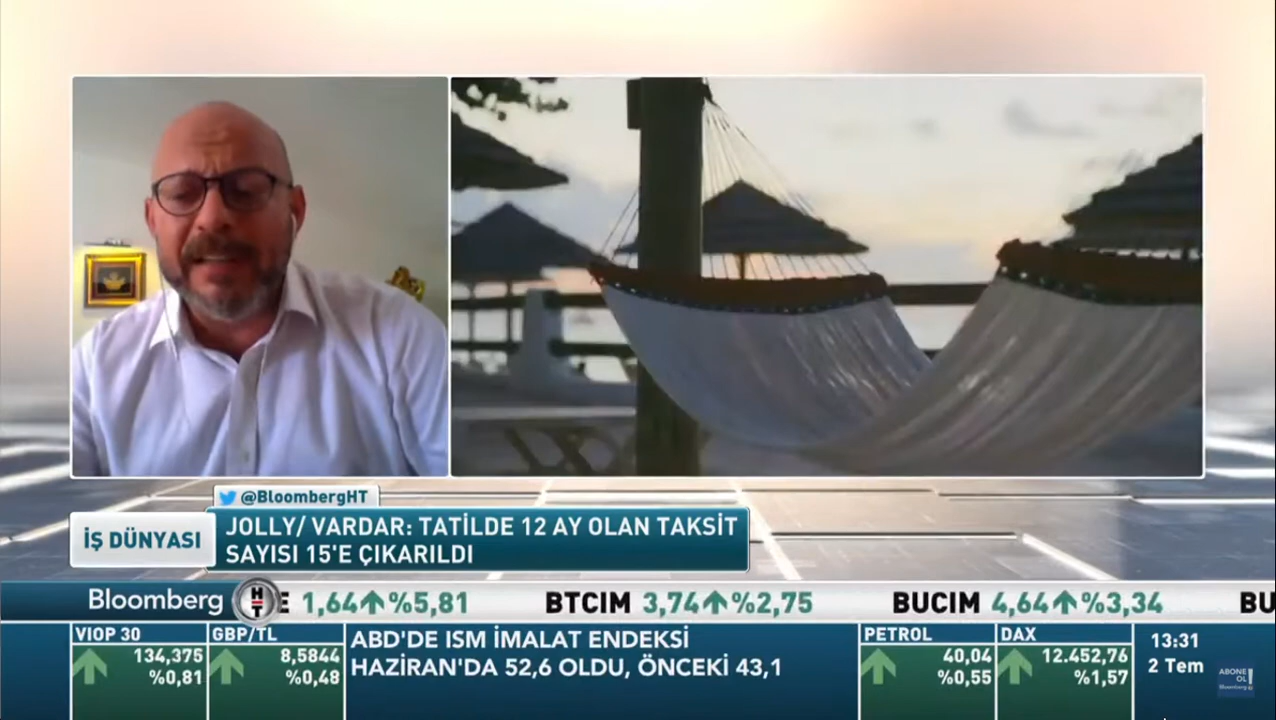 @BloombergHT
İŞ DÜNYASI
JOLLY/ VARDAR: TATİLDE 12 AY OLAN TAKSİT
SAYISI 15'E ÇIKARILDI
Bloomberg HT
E 1,64 %5,81 BTCIM 3,74 %2,75 BUCIM 4,64 %3,34 BU
VIOP 30
134,375
%0,81
GBP/TL
8,5844
%0,48
ABD'DE ISM İMALAT ENDEKSİ
HAZİRAN'DA 52,6 OLDU, ÖNCEKİ 43,1
PETROL
40,04
%0,55
DAX
12.452,76
%1,57
13:31
2 Tem
ABONE
OL!
Bloomberg